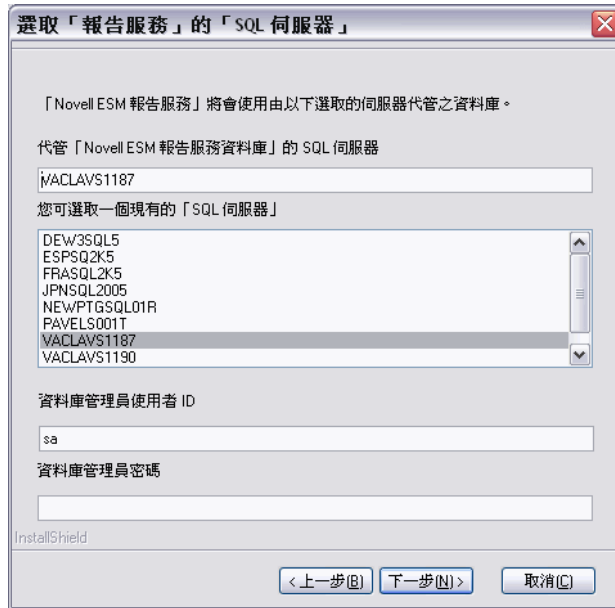 選取「報告服務」的「SQL 伺服器」
「Novell ESM 報告服務」將會使用由以下選取的伺服器代管之資料庫。
代管「Novell ESM 報告服務資料庫」的 SQL 伺服器
VACLAVS1187
您可選取一個現有的「SQL 伺服器」
DEW3SQL5
ESPSQ2K5
FRASQL2K5
JPNSQL2005
NEWPTGSQL01R
PAVELS001T
VACLAVS1187
VACLAVS1190
資料庫管理員使用者 ID
sa
資料庫管理員密碼
InstallShield
<上一步(B) 下一步(N)> 取消(C)